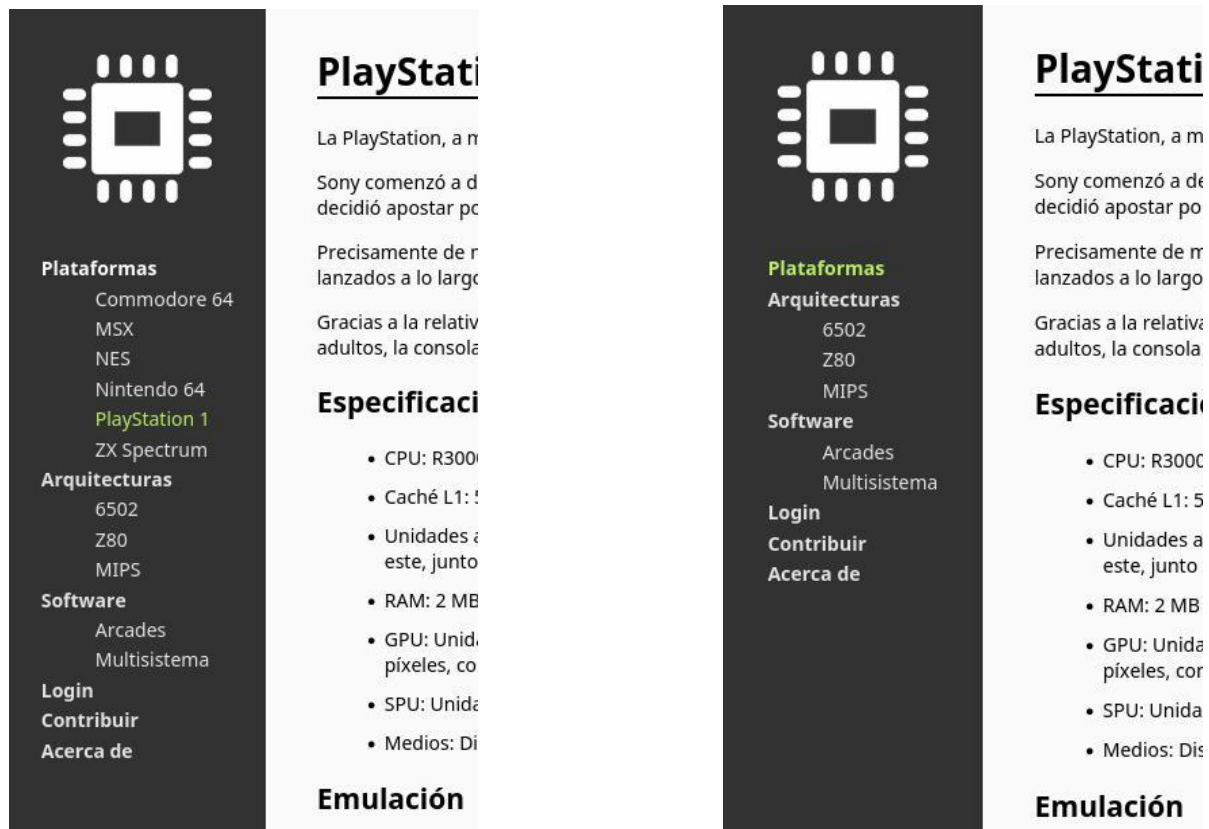 Plataformas
Commodore 64
MSX
NES
Nintendo 64
PlayStation 1
ZX Spectrum
Arquitecturas
6502
Z80
MIPS
Software
Arcades
Multisistema
Login
Contribuir
Acerca de
PlayStati
La PlayStation, a
Sony comenzó a d
decidió apostar po
Precisamente de
lanzados a lo largo
Gracias a la relativ
adultos, la consola
Especificaci
• CPU: R3000
• Caché L1:
• Unidades a
este, junto
• RAM: 2 MB
• GPU: Unida
píxeles, co
• SPU: Unida
• Medios: Di
Emulación
Plataformas
Arquitecturas
6502
Z80
MIPS
Software
Arcades
Multisistema
Login
Contribuir
Acerca de
PlayStati
La PlayStation, a m
Sony comenzó a de
decidió apostar po
Precisamente de m
lanzados a lo largo
Gracias a la relativa
adultos, la consola
Especificaci
• CPU: R3000
• Caché L1: 5
• Unidades a
este, junto
• RAM: 2 MB
• GPU: Unida
píxeles, cor
• SPU: Unida
• Medios: Dis
Emulación